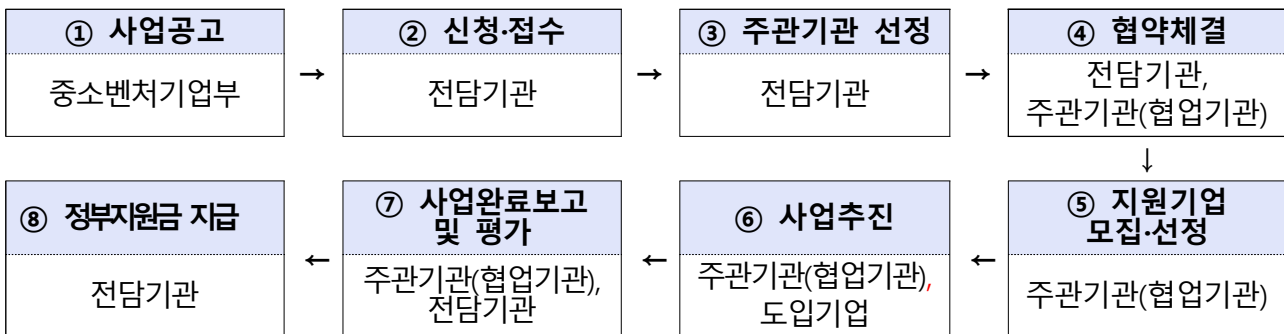 ① 사업공고
중소벤처기업부
→
② 신청·접수
전담기관
→
③ 주관기관 선정
전담기관
→
④ 협약체결
전담기관,
주관기관(협업기관)
↓
⑤ 지원기업
모집·선정
주관기관(협업기관)
←
⑥ 사업추진
주관기관(협업기관),
도입기업
←
⑦ 사업완료보고
및 평가
주관기관(협업기관),
전담기관
←
⑧ 정부지원금 지급
전담기관